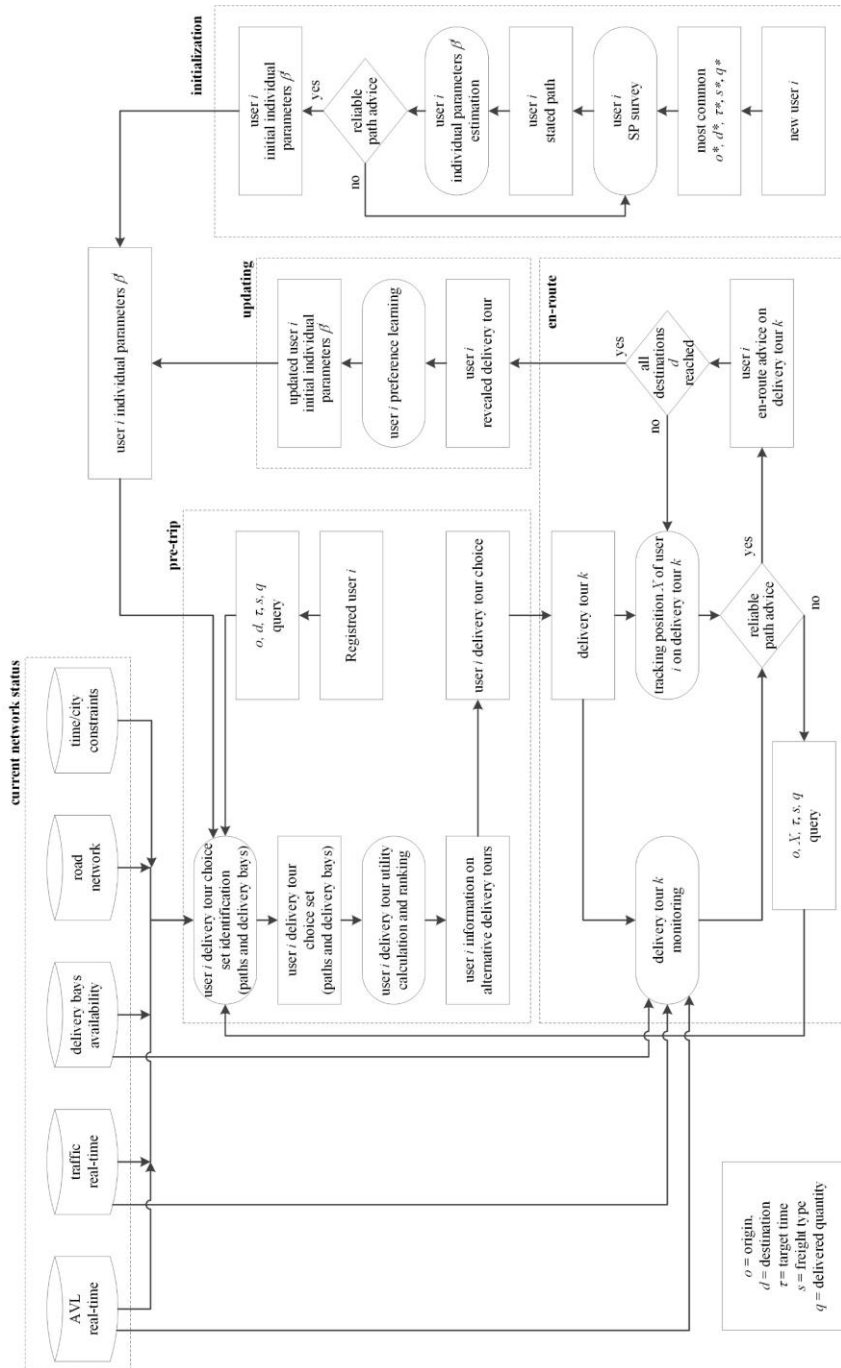 current network status
AVL
real-time
traffic
real-time
delivery bays
availability
road
network
time/city
constraints
user i individual parameters βⁱ
initialization
user i
initial individual
parameters βⁱ
yes
reliable
path advice
no
user i
individual parameters βⁱ
estimation
user i
stated path
user i
SP survey
most common
o*, d*, τ*, s*, q*
new user i
pre-trip
user i delivery tour choice
set identification
(paths and delivery bays)
user i delivery tour
choice set
(paths and delivery bays)
user i delivery tour utility
calculation and ranking
user i information on
alternative delivery tours
o, d, τ, s, q
query
Registred user i
user i delivery tour choice
updating
updated user i
initial individual
parameters βⁱ
user i preference learning
user i
revealed delivery tour
en-route
delivery tour k
monitoring
delivery tour k
tracking position X of user
i on delivery tour k
reliable
path advice
yes
no
o, X, τ, s, q
query
yes
all
destinations
d
reached
no
user i
en-route advice on
delivery tour k
o = origin,
d = destination
τ = target time
s = freight type
q = delivered quantity